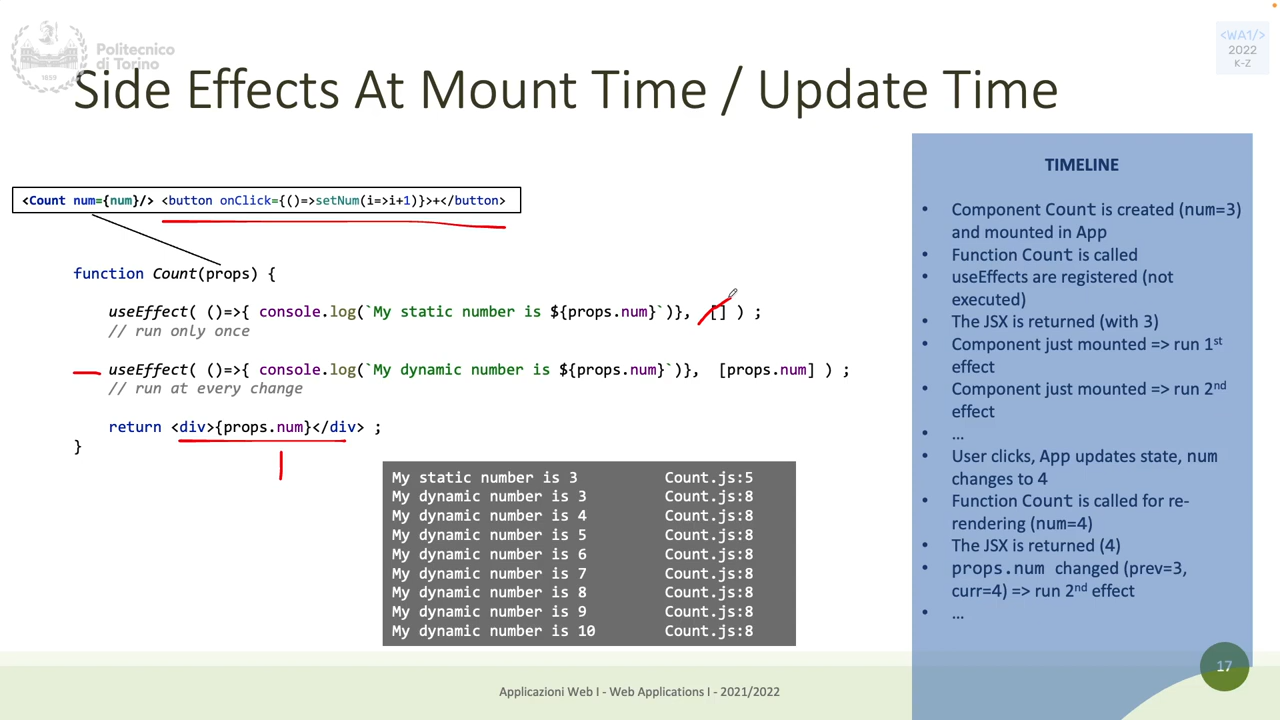 Politecnico
di Torino
1859
<WA1/>
2022
K-Z
Side Effects At Mount Time / Update Time
<Count num={num}/> <button onClick={()=>setNum(i=>i+1)}>+</button>
function Count(props) {
useEffect( ()=>{ console.log(`My static number is ${props.num}`)}, [] ) ;
// run only once
useEffect( ()=>{ console.log(`My dynamic number is ${props.num}`)}, [props.num] ) ;
// run at every change
return <div>{props.num}</div> ;
}
My static number is 3 Count.js:5
My dynamic number is 3 Count.js:8
My dynamic number is 4 Count.js:8
My dynamic number is 5 Count.js:8
My dynamic number is 6 Count.js:8
My dynamic number is 7 Count.js:8
My dynamic number is 8 Count.js:8
My dynamic number is 9 Count.js:8
My dynamic number is 10 Count.js:8
TIMELINE
• Component Count is created (num=3)
and mounted in App
• Function Count is called
• useEffects are registered (not
executed)
• The JSX is returned (with 3)
• Component just mounted => run 1st
effect
• Component just mounted => run 2nd
effect
• …
• User clicks, App updates state, num
changes to 4
• Function Count is called for re-
rendering (num=4)
• The JSX is returned (4)
• props.num changed (prev=3,
curr=4) => run 2nd effect
• …
17
Applicazioni Web I - Web Applications I - 2021/2022